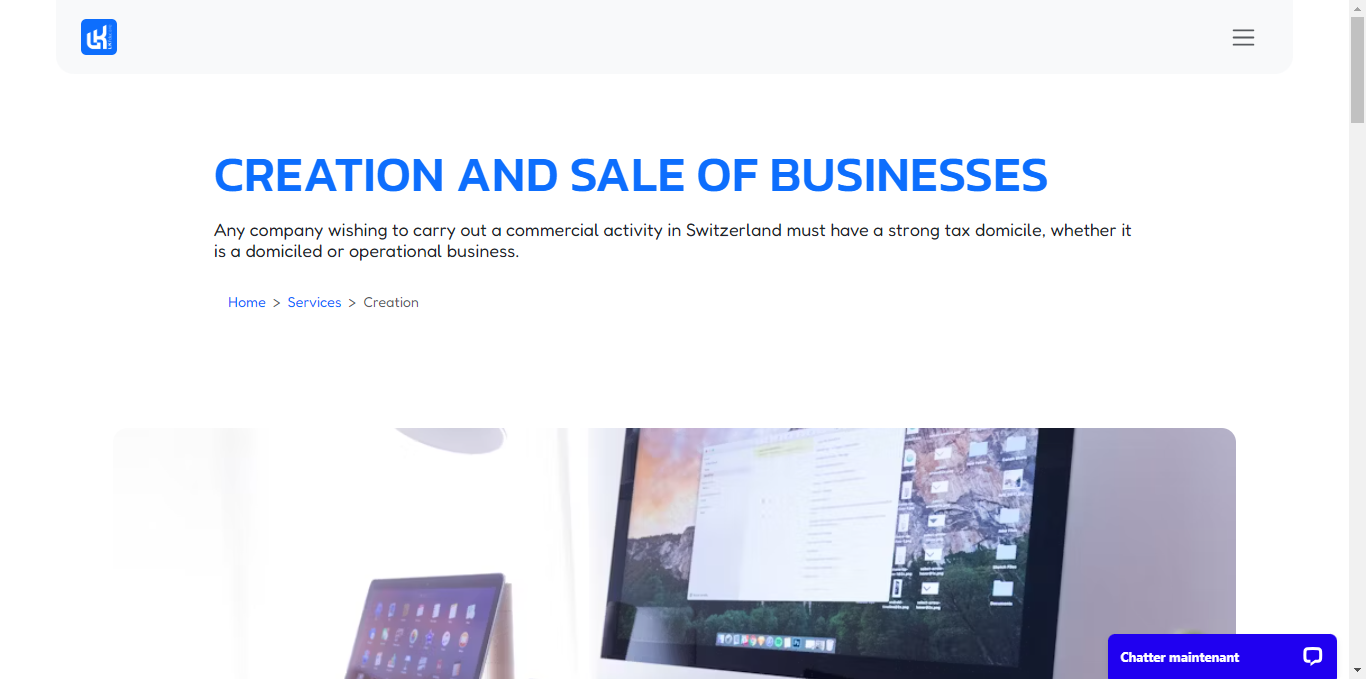 CREATION AND SALE OF BUSINESSES
Any company wishing to carry out a commercial activity in Switzerland must have a strong tax domicile, whether it
is a domiciled or operational business.
Home > Services > Creation
Chatter maintenant